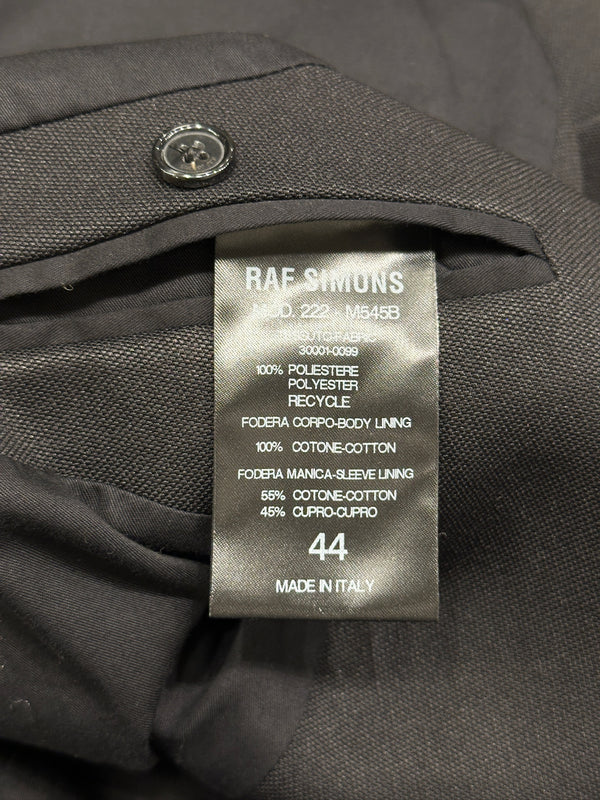 RAF SIMONS
MOD. 222 - M545B
30001-0099
100% POLIESTERE
POLYESTER
RECYCLE
FODERA CORPO-BODY LINING
100% COTONE-COTTON
FODERA MANICA-SLEEVE LINING
55% COTONE-COTTON
45% CUPRO-CUPRO
44
MADE IN ITALY